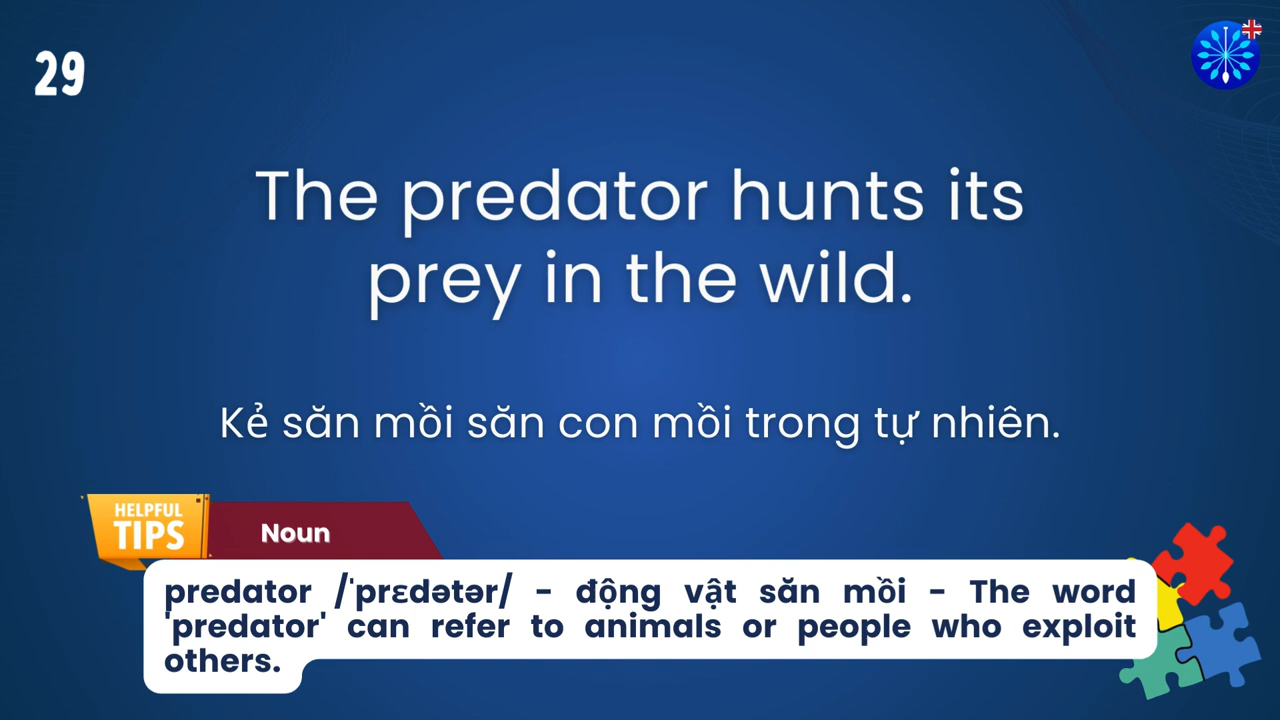 29
The predator hunts its
prey in the wild.
Kẻ săn mồi săn con mồi trong tự nhiên.
HELPFUL
TIPS
Noun
predator /ˈprɛdətər/ - động vật săn mồi - The word
'predator' can refer to animals or people who exploit
others.